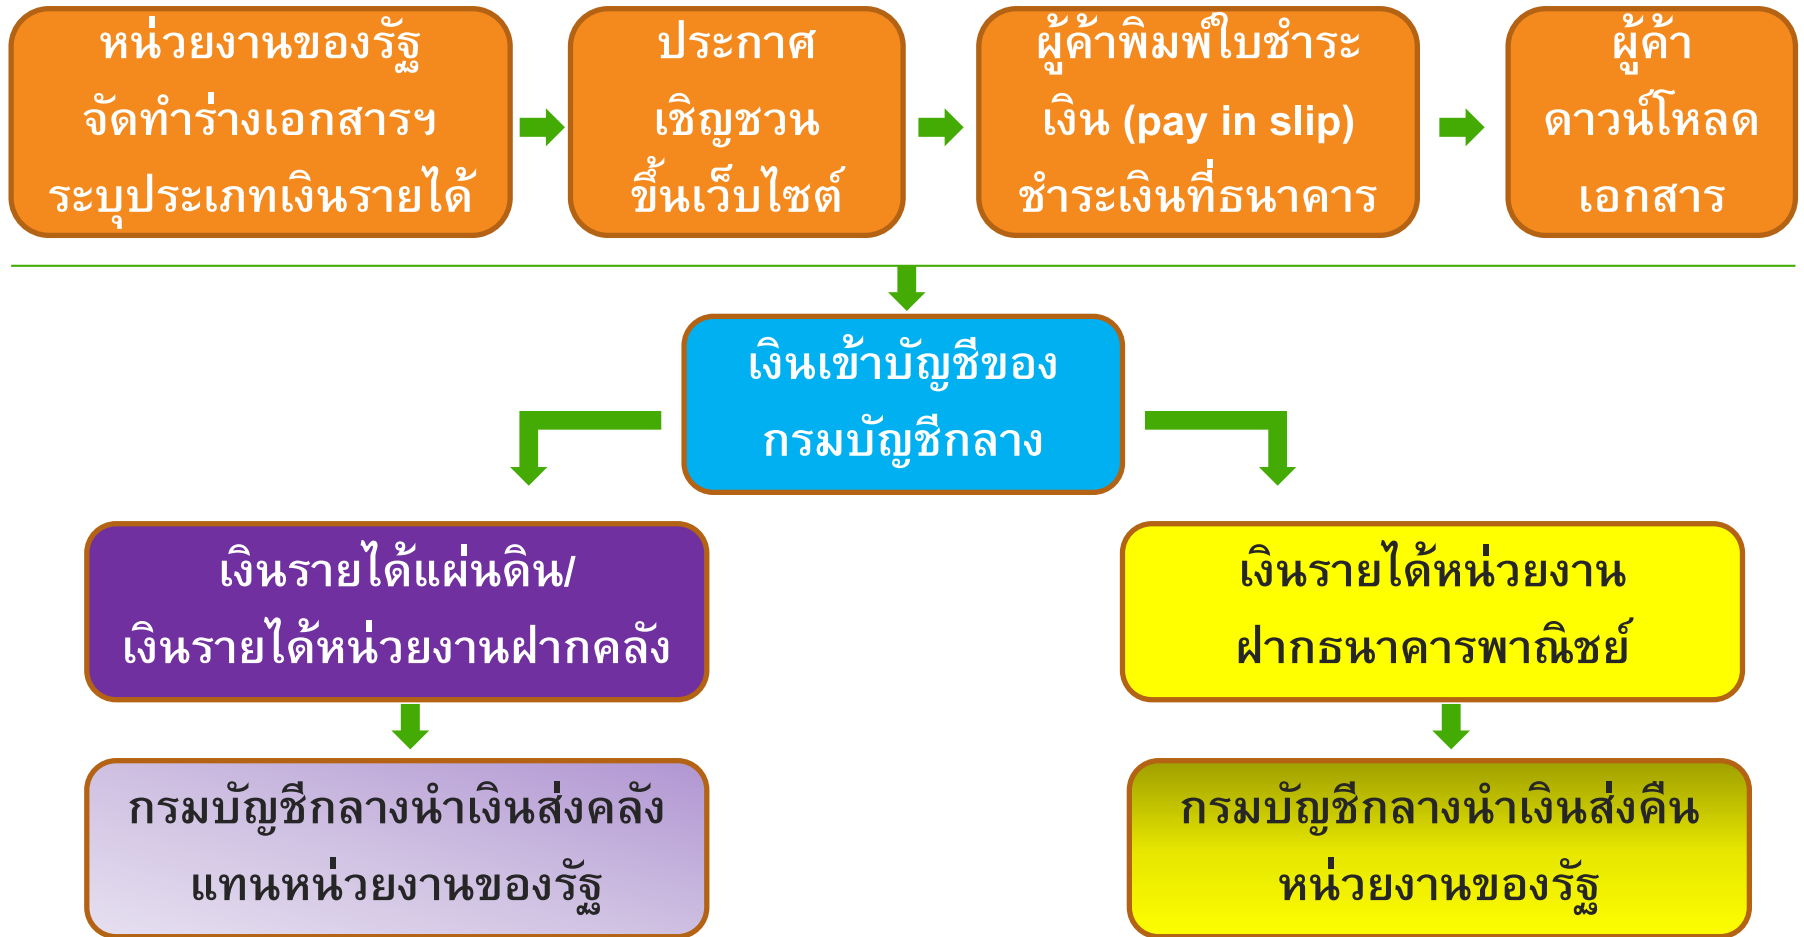 หน่วยงานของรัฐ
จัดทำร่างเอกสารฯ
ระบุประเภทเงินรายได้
ประกาศ
เชิญชวน
ขึ้นเว็บไซต์
ผู้ค้าพิมพ์ใบชำระ
เงิน (pay in slip)
ชำระเงินที่ธนาคาร
ผู้ค้า
ดาวน์โหลด
เอกสาร
เงินเข้าบัญชีของ
กรมบัญชีกลาง
เงินรายได้แผ่นดิน/
เงินรายได้หน่วยงานฝากคลัง
เงินรายได้หน่วยงาน
ฝากธนาคารพาณิชย์
กรมบัญชีกลางนำเงินส่งคลัง
แทนหน่วยงานของรัฐ
กรมบัญชีกลางนำเงินส่งคืน
หน่วยงานของรัฐ